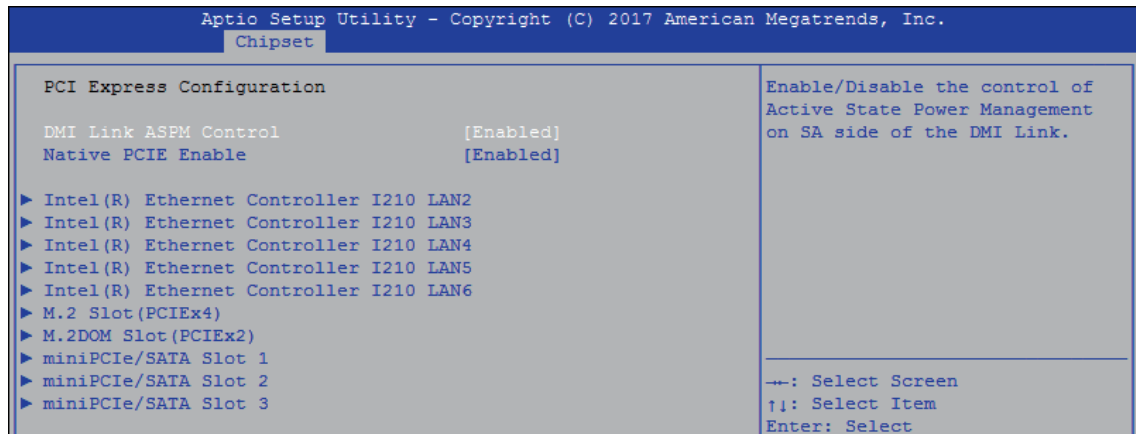 Aptio Setup Utility - Copyright (C) 2017 American Megatrends, Inc.
Chipset
PCI Express Configuration
DMI Link ASPM Control [Enabled]
Native PCIE Enable [Enabled]
► Intel(R) Ethernet Controller I210 LAN2
► Intel(R) Ethernet Controller I210 LAN3
► Intel(R) Ethernet Controller I210 LAN4
► Intel(R) Ethernet Controller I210 LAN5
► Intel(R) Ethernet Controller I210 LAN6
► M.2 Slot(PCIEx4)
► M.2DOM Slot(PCIEx2)
► miniPCIe/SATA Slot 1
► miniPCIe/SATA Slot 2
► miniPCIe/SATA Slot 3
Enable/Disable the control of
Active State Power Management
on SA side of the DMI Link.
→←: Select Screen
↑↓: Select Item
Enter: Select